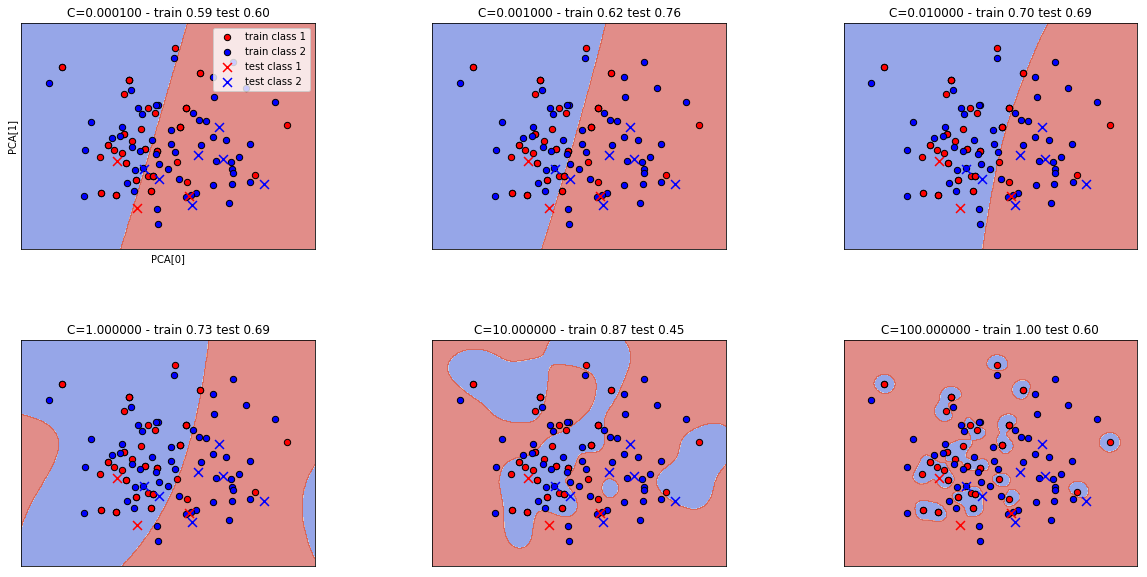 C=0.000100 - train 0.59 test 0.60
C=0.001000 - train 0.62 test 0.76
C=0.010000 - train 0.70 test 0.69
train class 1
train class 2
test class 1
test class 2
PCA[1]
PCA[0]
C=1.000000 - train 0.73 test 0.69
C=10.000000 - train 0.87 test 0.45
C=100.000000 - train 1.00 test 0.60